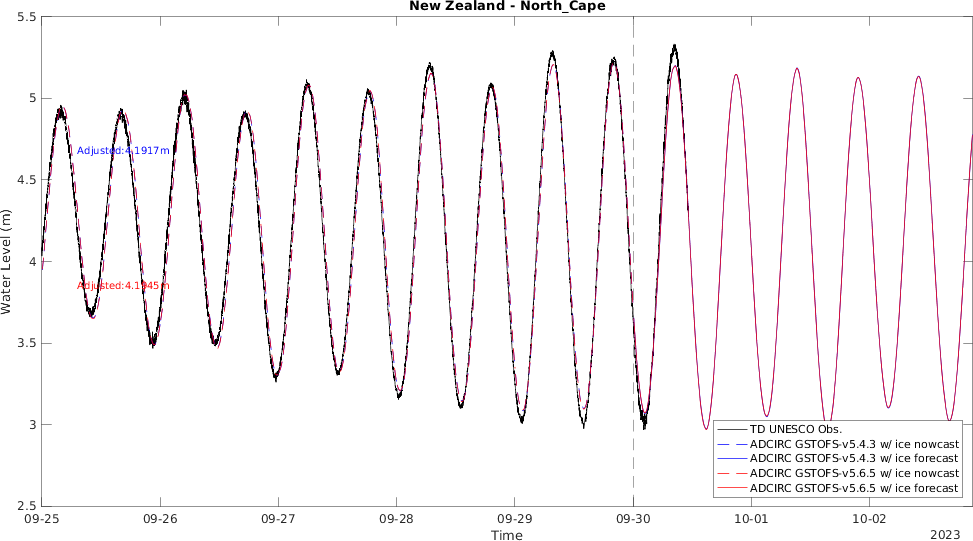 New Zealand - North_Cape
Water Level (m)
5.5
5
4.5
4
3.5
3
2.5
Adjusted:4.1917m
Adjusted:4.1945m
TD UNESCO Obs.
ADCIRC GSTOFS-v5.4.3 w/ ice nowcast
ADCIRC GSTOFS-v5.4.3 w/ ice forecast
ADCIRC GSTOFS-v5.6.5 w/ ice nowcast
ADCIRC GSTOFS-v5.6.5 w/ ice forecast
09-25 09-26 09-27 09-28 09-29 09-30 10-01 10-02
Time
2023